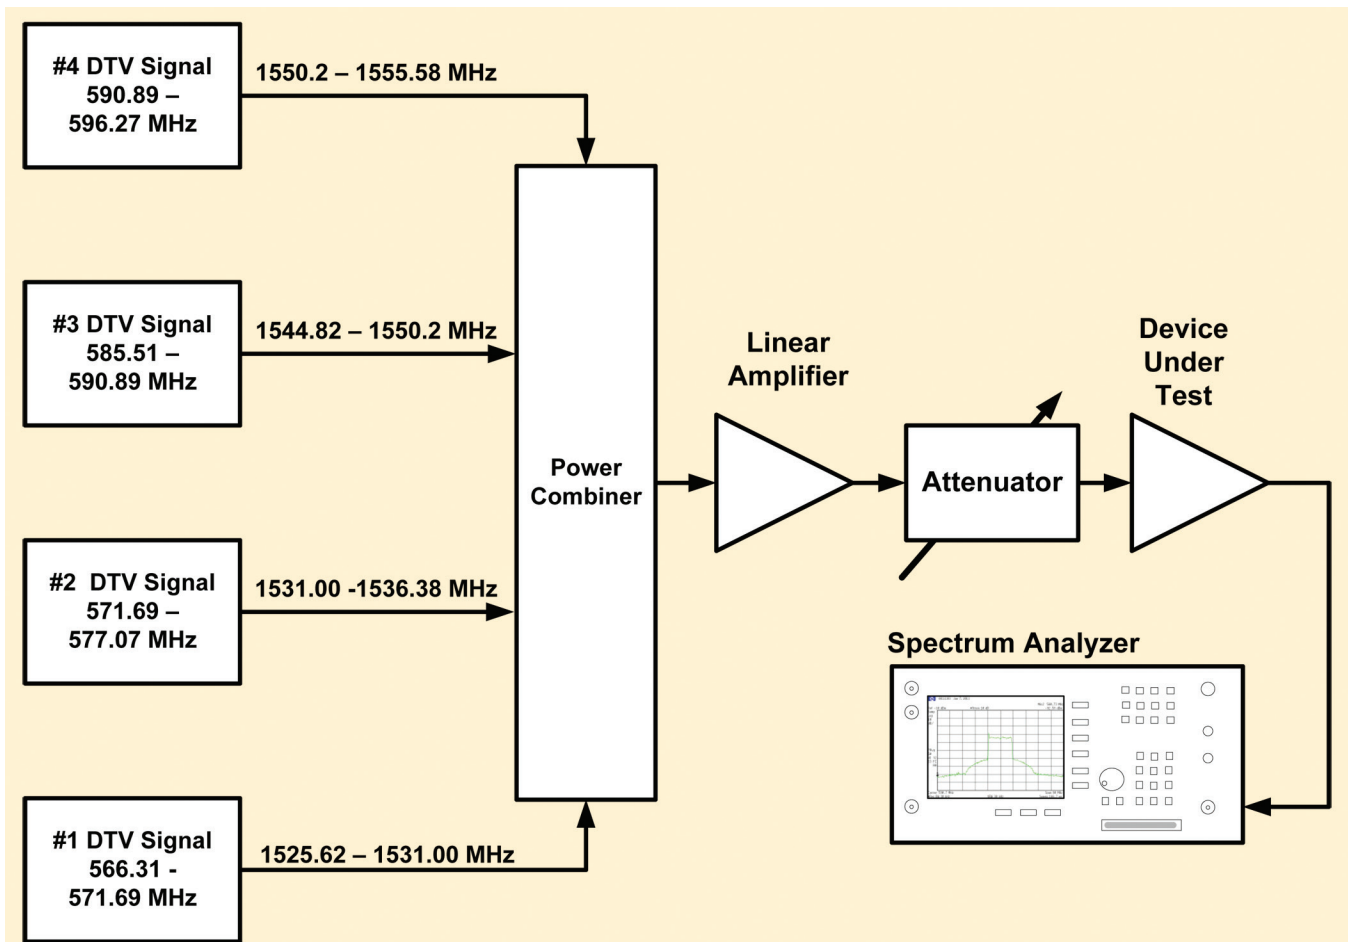 #4 DTV Signal
590.89 –
596.27 MHz
1550.2 – 1555.58 MHz
#3 DTV Signal
585.51 –
590.89 MHz
1544.82 – 1550.2 MHz
#2 DTV Signal
571.69 –
577.07 MHz
1531.00 -1536.38 MHz
#1 DTV Signal
566.31 -
571.69 MHz
1525.62 – 1531.00 MHz
Power
Combiner
Linear
Amplifier
Attenuator
Device
Under
Test
Spectrum Analyzer